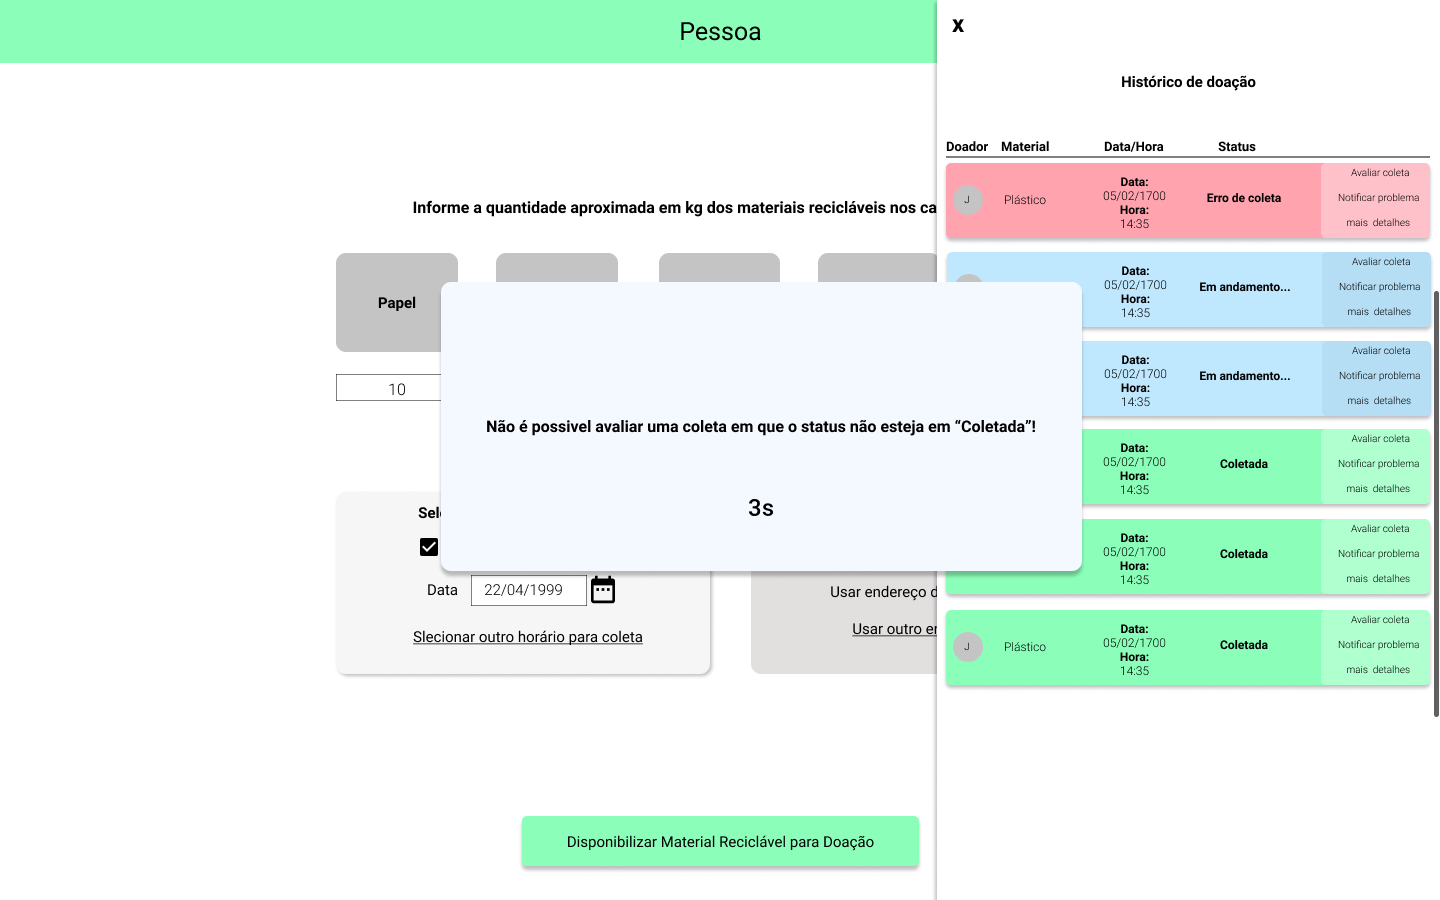 Pessoa
X
Histórico de doação
Doador Material Data/Hora Status
Informe a quantidade aproximada em kg dos materiais recicláveis nos
Papel
10
Data 22/04/1999
Slecionar outro horário para coleta
Usar endereço
Usar outro
Disponibilizar Material Reciclável para Doação
Não é possivel avaliar uma coleta em que o status não esteja em “Coletada”!
3s
J
Plástico
Data:
05/02/1700
Hora:
14:35
Erro de coleta
Avaliar coleta
Notificar problema
mais detalhes
Data:
05/02/1700
Hora:
14:35
Em andamento...
Avaliar coleta
Notificar problema
mais detalhes
Data:
05/02/1700
Hora:
14:35
Em andamento...
Avaliar coleta
Notificar problema
mais detalhes
Data:
05/02/1700
Hora:
14:35
Coletada
Avaliar coleta
Notificar problema
mais detalhes
Data:
05/02/1700
Hora:
14:35
Coletada
Avaliar coleta
Notificar problema
mais detalhes
J
Plástico
Data:
05/02/1700
Hora:
14:35
Coletada
Avaliar coleta
Notificar problema
mais detalhes